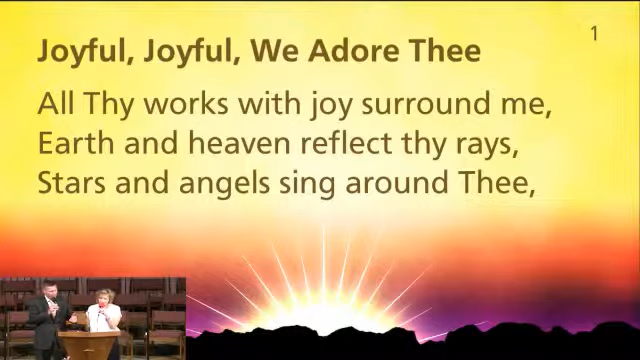 1
Joyful, Joyful, We Adore Thee
All Thy works with joy surround me,
Earth and heaven reflect thy rays,
Stars and angels sing around Thee,